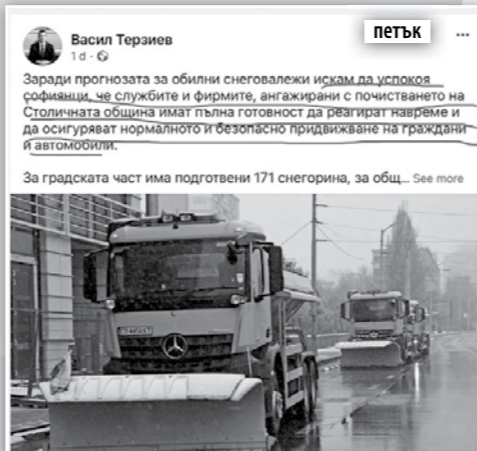 петък
Васил Терзиев
1 d
Заради прогнозата за обилни снеговалежи искам да успокоя
софиянци, че службите и фирмите, ангажирани с почистването на
Столичната община имат пълна готовност да реагират навреме и
да осигуряват нормалното и безопасно придвижване на граждани
и автомобили.
За градската част има подготвени 171 снегорина, за общ... See more